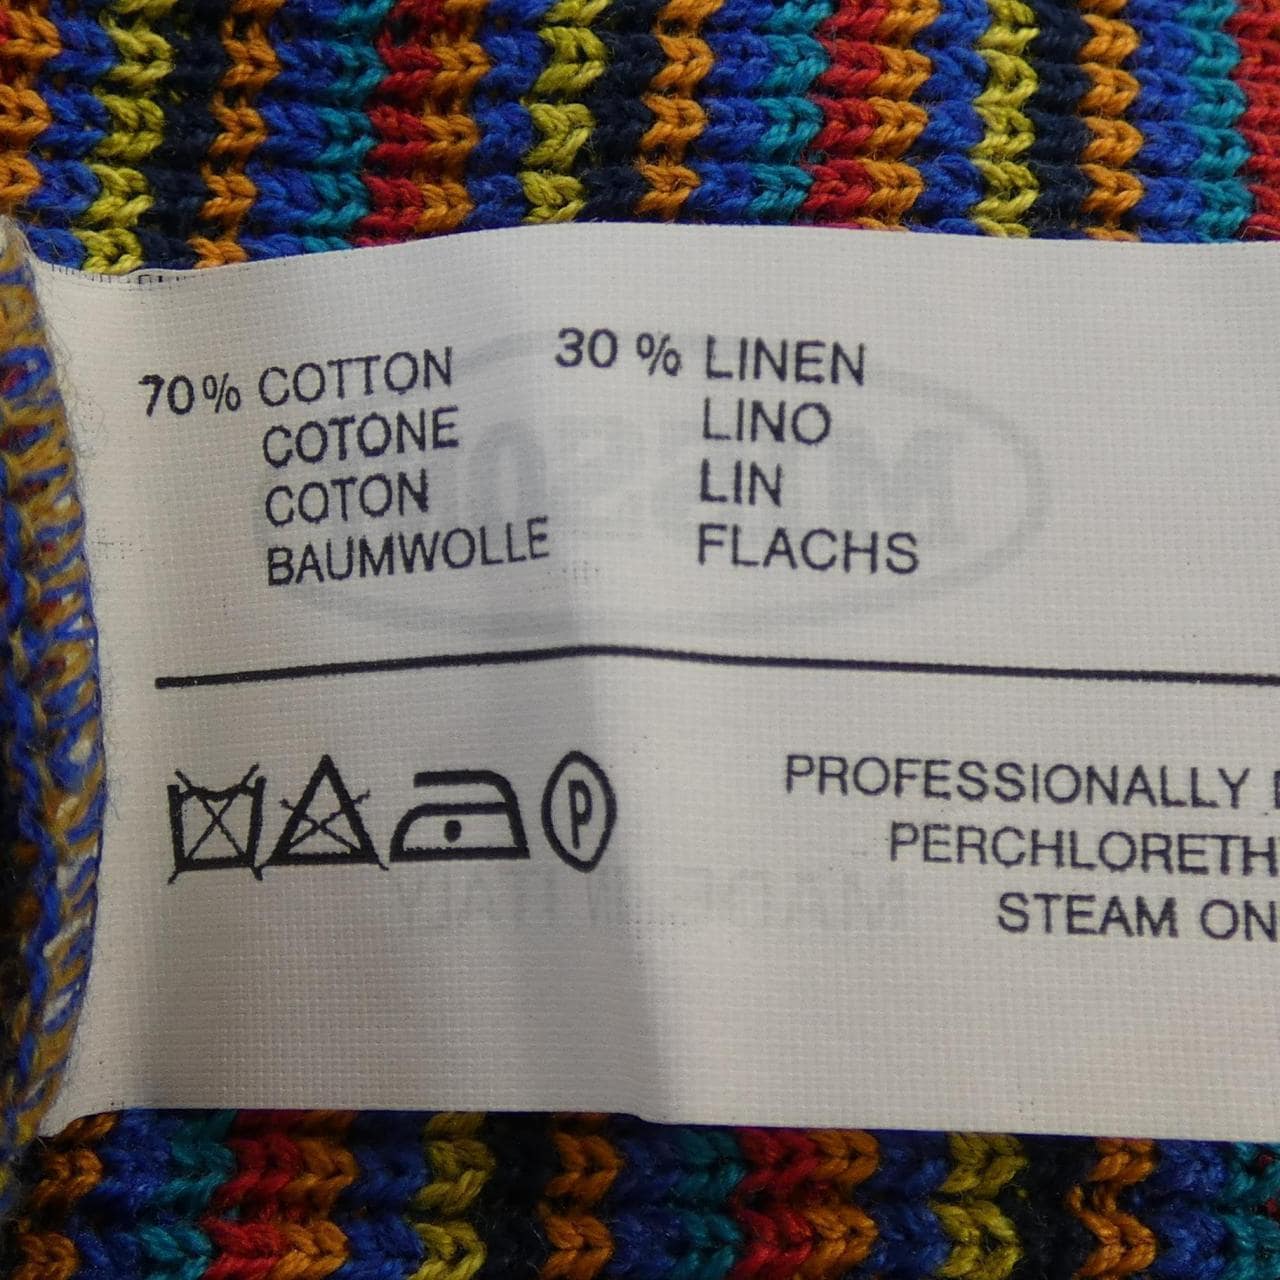 70% COTTON
COTONE
COTON
BAUMWOLLE
30 % LINEN
LINO
LIN
FLACHS
P
PROFESSIONALLY
PERCHLORETH
STEAM ON